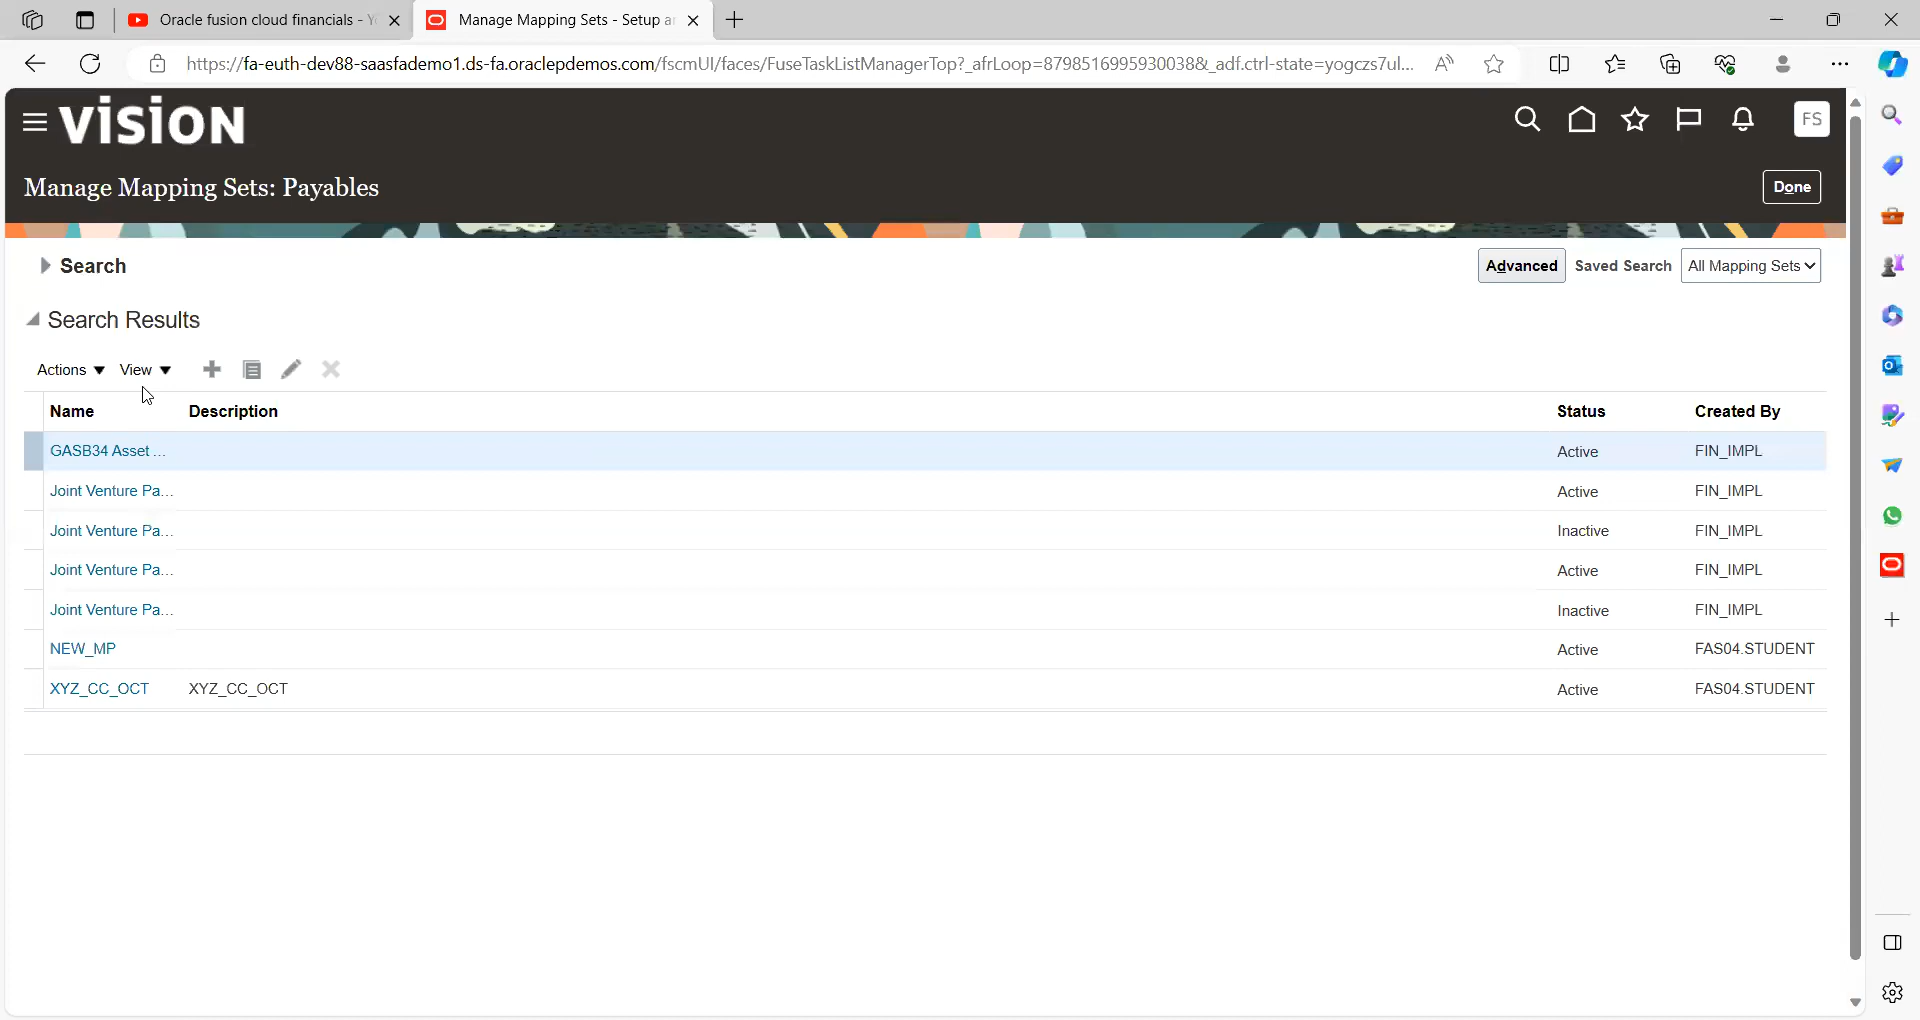 Oracle fusion cloud financials - Y
Manage Mapping Sets - Setup a
https://fa-euth-dev88-saasfademo1.ds-fa.oraclepdemos.com/fscmUI/faces/FuseTaskListManagerTop?_afrLoop=8798516995930038&_adf.ctrl-state=yogczs7ul...
VISION
FS
Manage Mapping Sets: Payables
Done
Search
Advanced Saved Search All Mapping Sets
Search Results
Actions View
Name Description Status Created By
GASB34 Asset ... Active FIN_IMPL
Joint Venture Pa... Active FIN_IMPL
Joint Venture Pa... Inactive FIN_IMPL
Joint Venture Pa... Active FIN_IMPL
Joint Venture Pa... Inactive FIN_IMPL
NEW_MP Active FAS04.STUDENT
XYZ_CC_OCT XYZ_CC_OCT Active FAS04.STUDENT